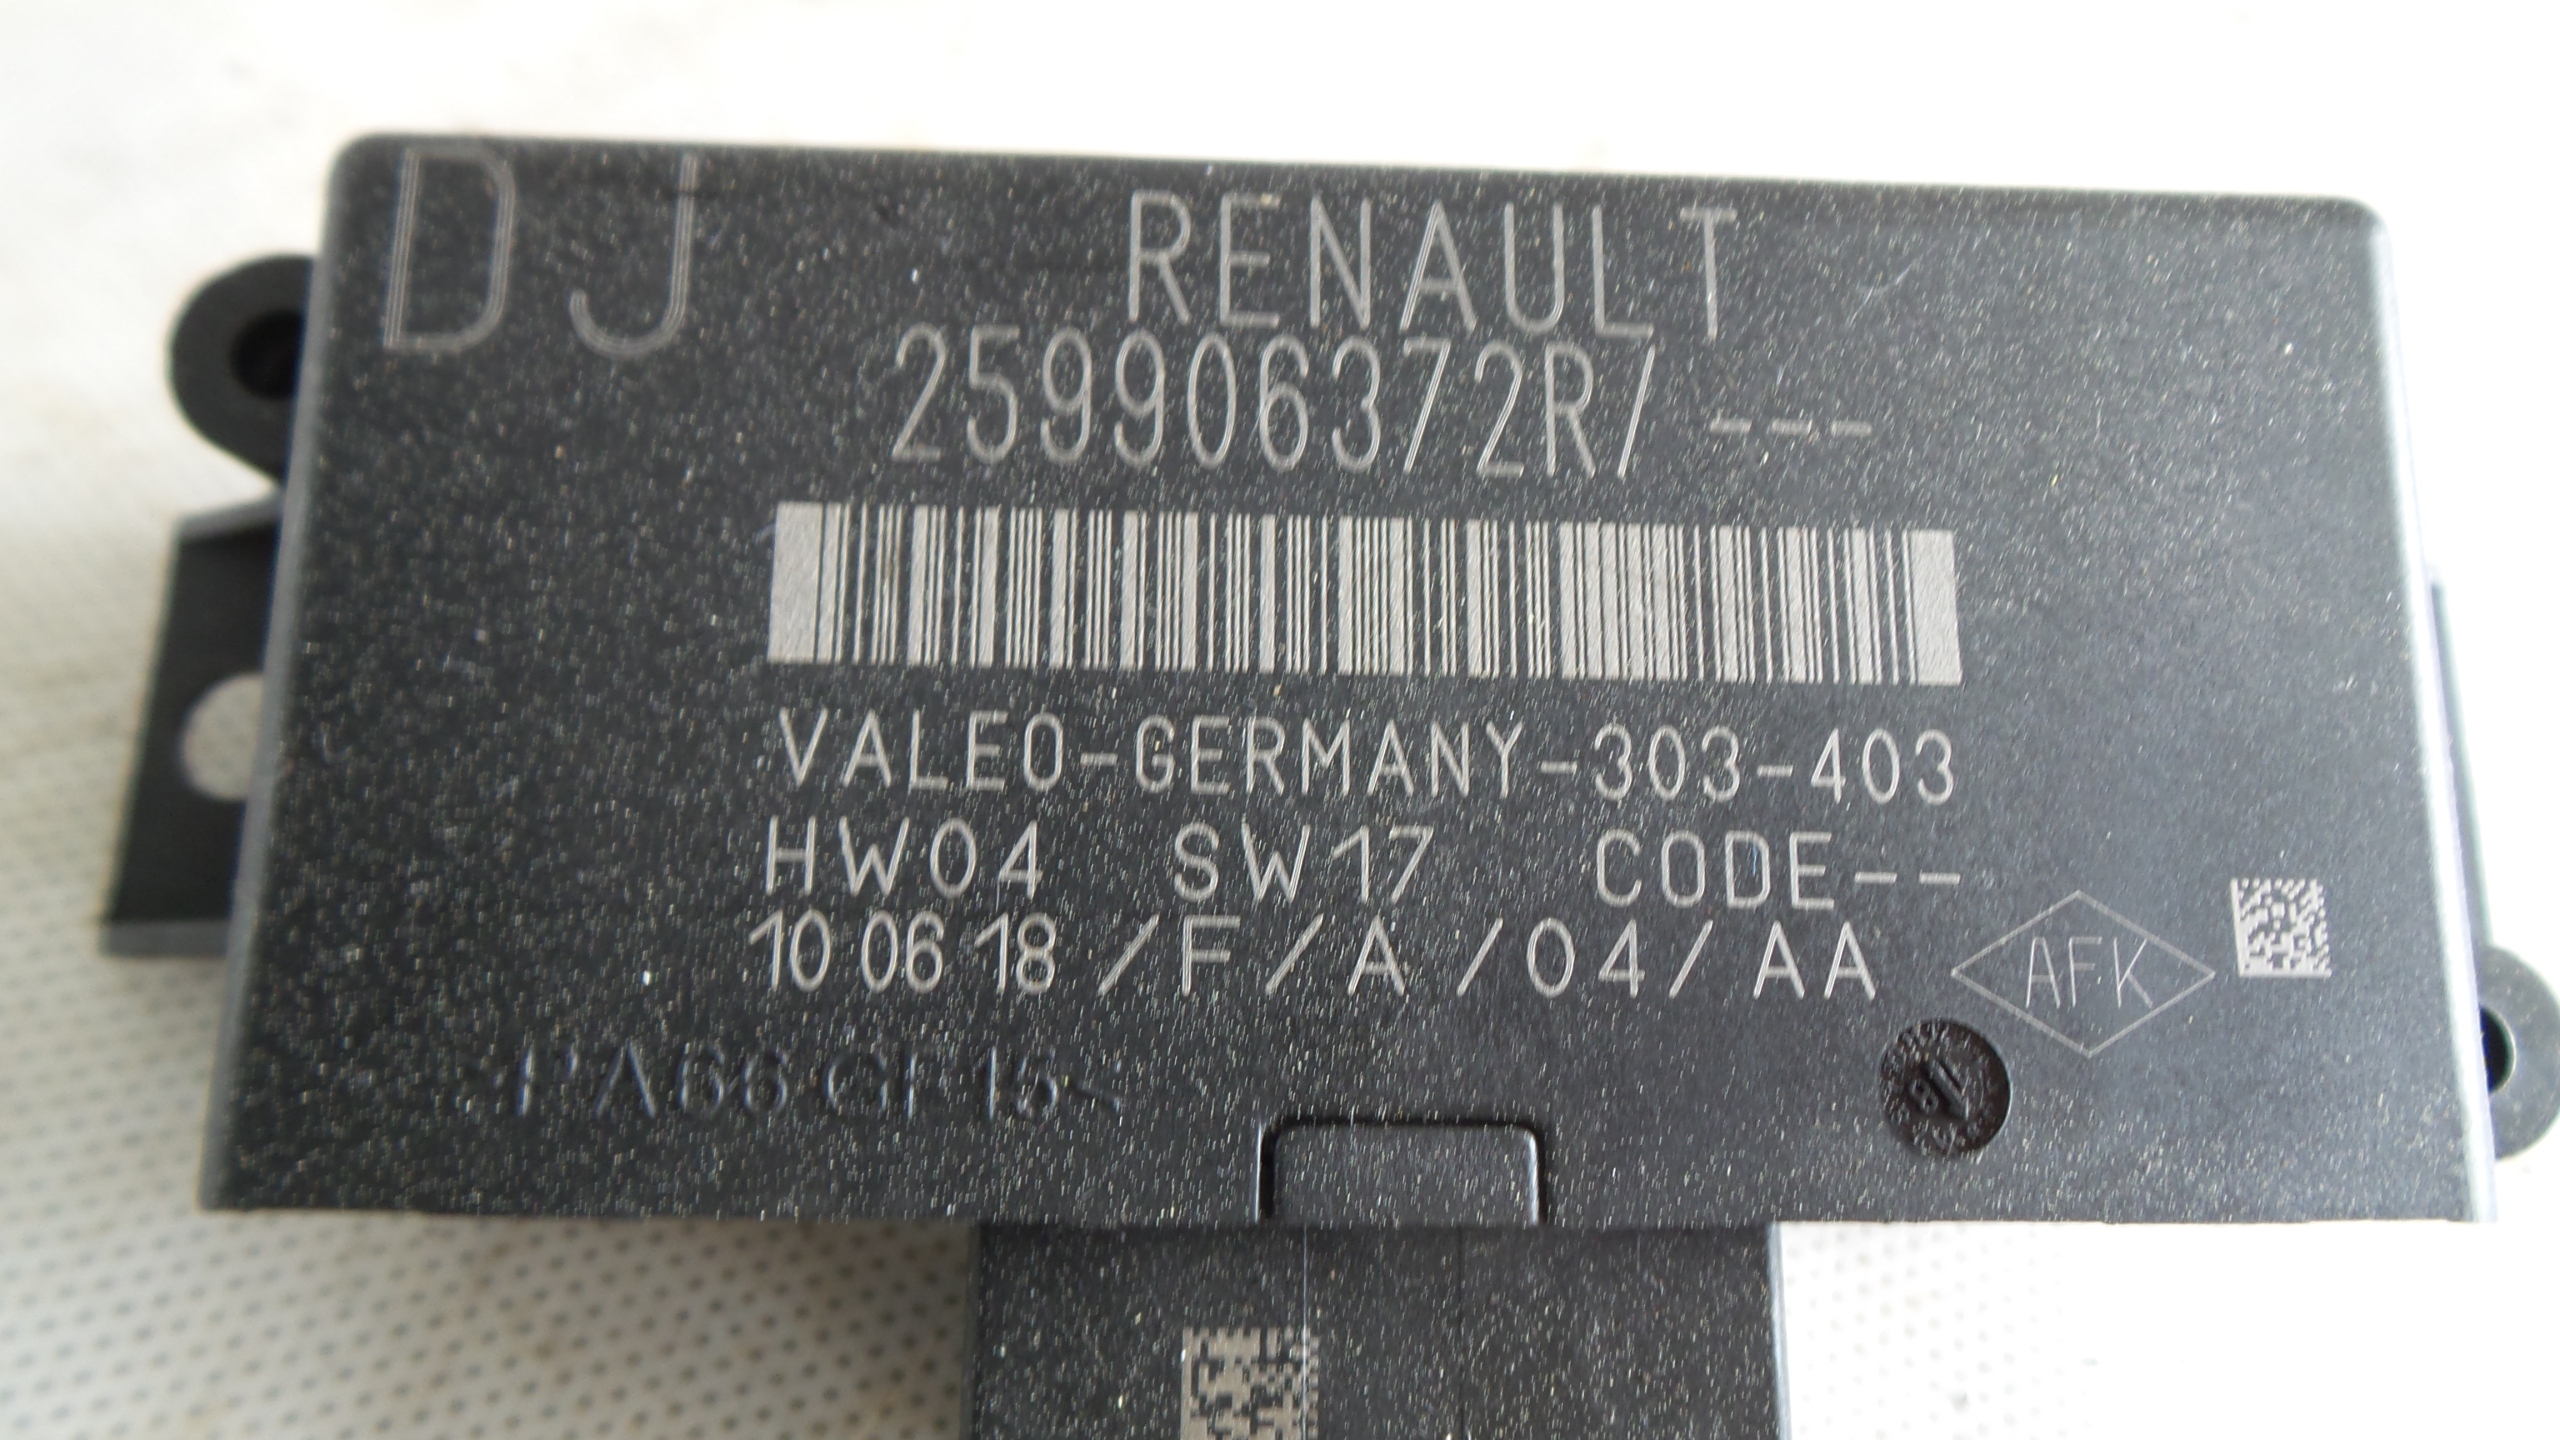 DJ
RENAULT
259906372R/ ---
VALEO-GERMANY-303-403
HW04 SW17 CODE--
10 06 18 /F/A/04/AA
AFK
>PA66 GF15<